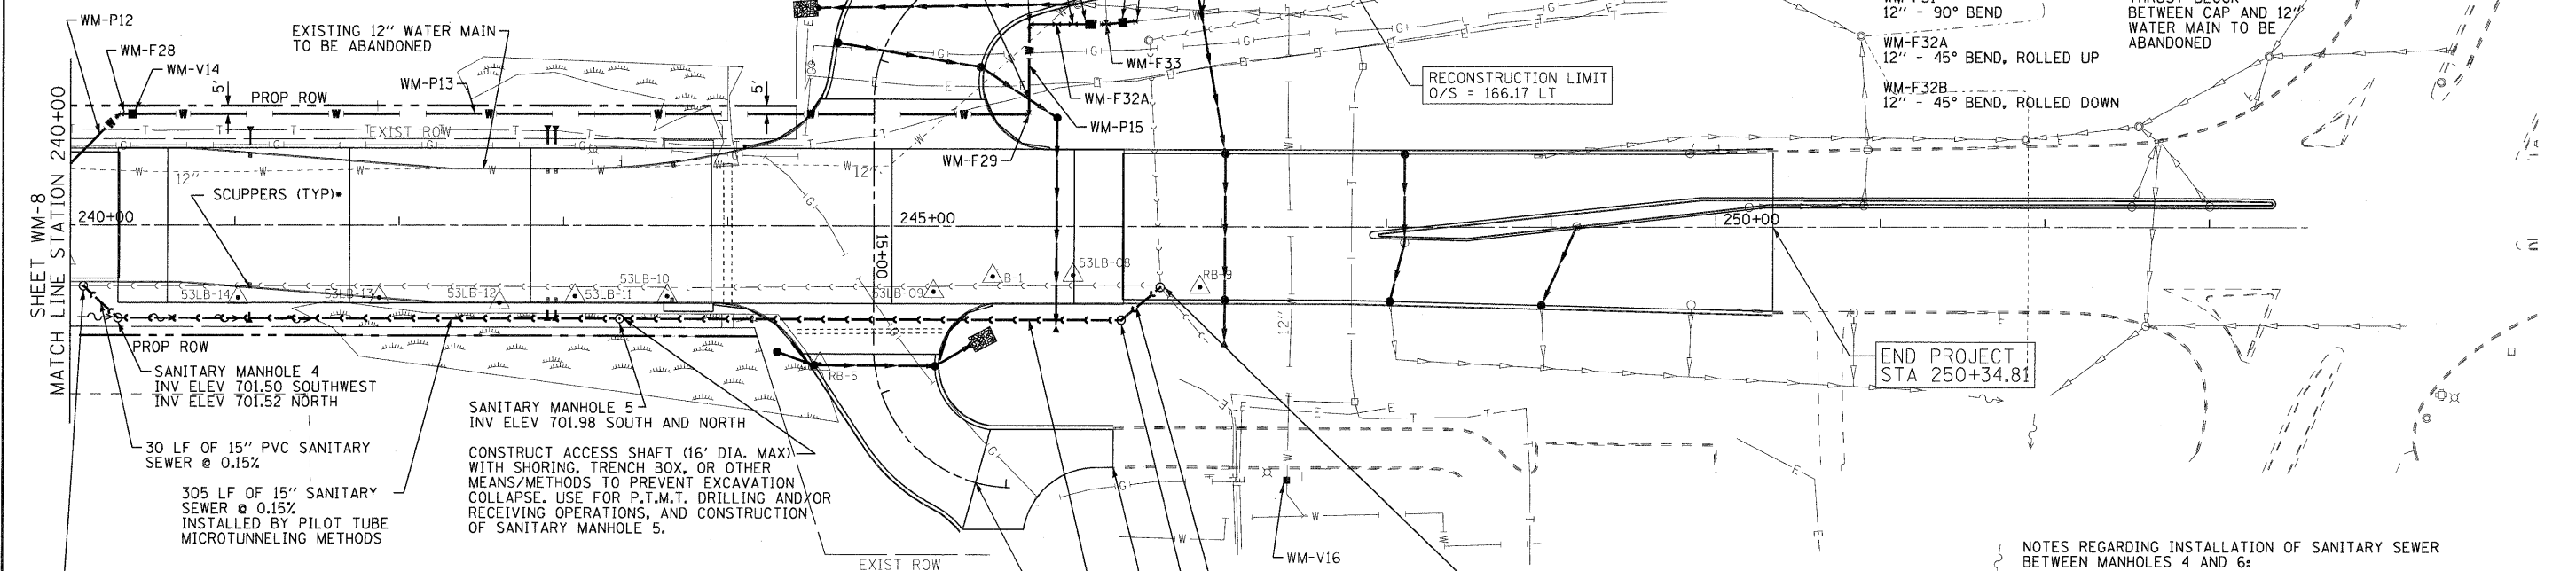 WM-P12
WM-F28
WM-V14
EXISTING 12" WATER MAIN
TO BE ABANDONED
WM-P13
5'
PROP ROW
EXIST ROW
5'
WM-F33
WM-F32A
WM-P15
WM-F29
RECONSTRUCTION LIMIT
O/S = 166.17 LT
12" - 90° BEND
WM-F32A
12" - 45° BEND, ROLLED UP
WM-F32B
12" - 45° BEND, ROLLED DOWN
BETWEEN CAP AND 12"
WATER MAIN TO BE
ABANDONED
SHEET WM-8
MATCH LINE STATION 240+00
12"
12"
SCUPPERS (TYP)*
240+00
245+00
250+00
15+00
53LB-14
53LB-13
53LB-12
53LB-11
53LB-10
53LB-09
B-1
53LB-08
RB-9
RB-5
12"
PROP ROW
SANITARY MANHOLE 4
INV ELEV 701.50 SOUTHWEST
INV ELEV 701.52 NORTH
30 LF OF 15" PVC SANITARY
SEWER @ 0.15%
305 LF OF 15" SANITARY
SEWER @ 0.15%
INSTALLED BY PILOT TUBE
MICROTUNNELING METHODS
SANITARY MANHOLE 5
INV ELEV 701.98 SOUTH AND NORTH
CONSTRUCT ACCESS SHAFT (16' DIA. MAX)
WITH SHORING, TRENCH BOX, OR OTHER
MEANS/METHODS TO PREVENT EXCAVATION
COLLAPSE. USE FOR P.T.M.T. DRILLING AND/OR
RECEIVING OPERATIONS, AND CONSTRUCTION
OF SANITARY MANHOLE 5.
EXIST ROW
WM-V16
END PROJECT
STA 250+34.81
NOTES REGARDING INSTALLATION OF SANITARY SEWER
BETWEEN MANHOLES 4 AND 6: